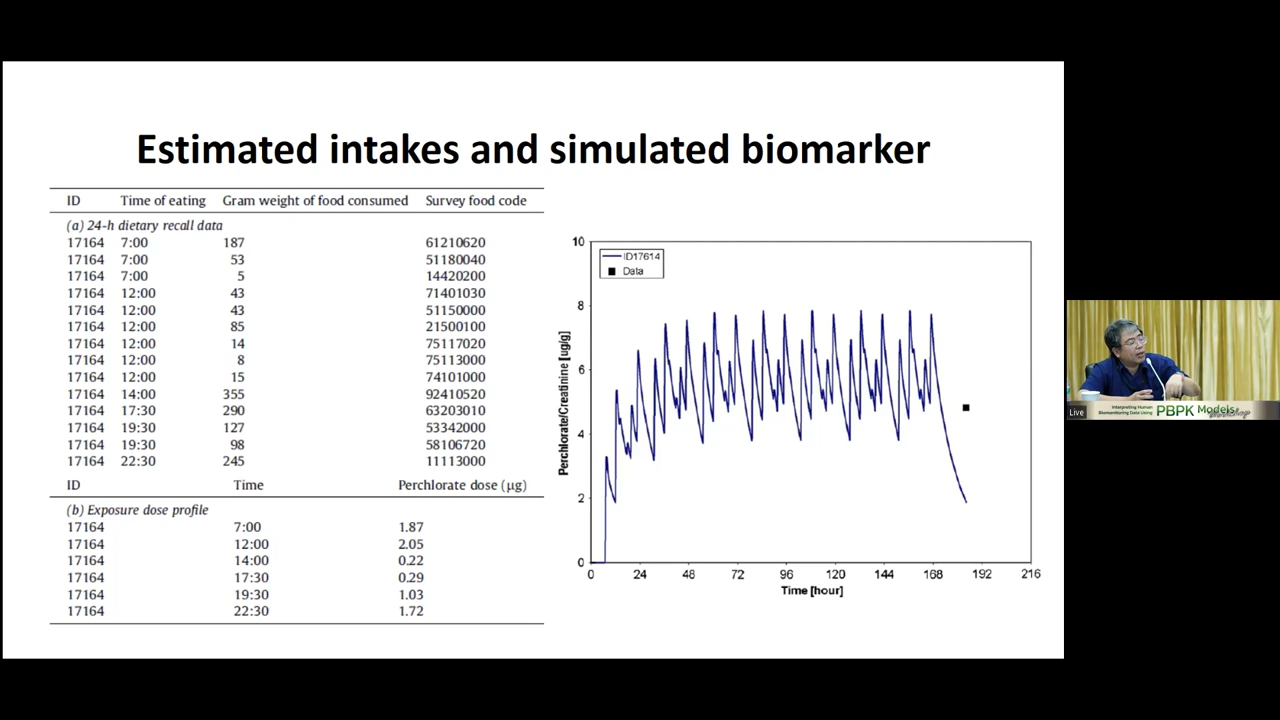 Estimated intakes and simulated biomarker
ID Time of eating Gram weight of food consumed Survey food code
(a) 24-h dietary recall data
17164 7:00 187 61210620
17164 7:00 53 51180040
17164 7:00 5 14420200
17164 12:00 43 71401030
17164 12:00 43 51150000
17164 12:00 85 21500100
17164 12:00 14 75117020
17164 12:00 8 75113000
17164 12:00 15 74101000
17164 14:00 355 92410520
17164 17:30 290 63203010
17164 19:30 127 53342000
17164 19:30 98 58106720
17164 22:30 245 11113000
ID Time Perchlorate dose (μg)
(b) Exposure dose profile
17164 7:00 1.87
17164 12:00 2.05
17164 14:00 0.22
17164 17:30 0.29
17164 19:30 1.03
17164 22:30 1.72
ID17614
Data
Perchlorate/Creatinine [ug/g]
10
8
6
4
2
0
0 24 48 72 96 120 144 168 192 216
Time [hour]
Live
Interpreting Human
Biomonitoring Data Using
PBPK Models